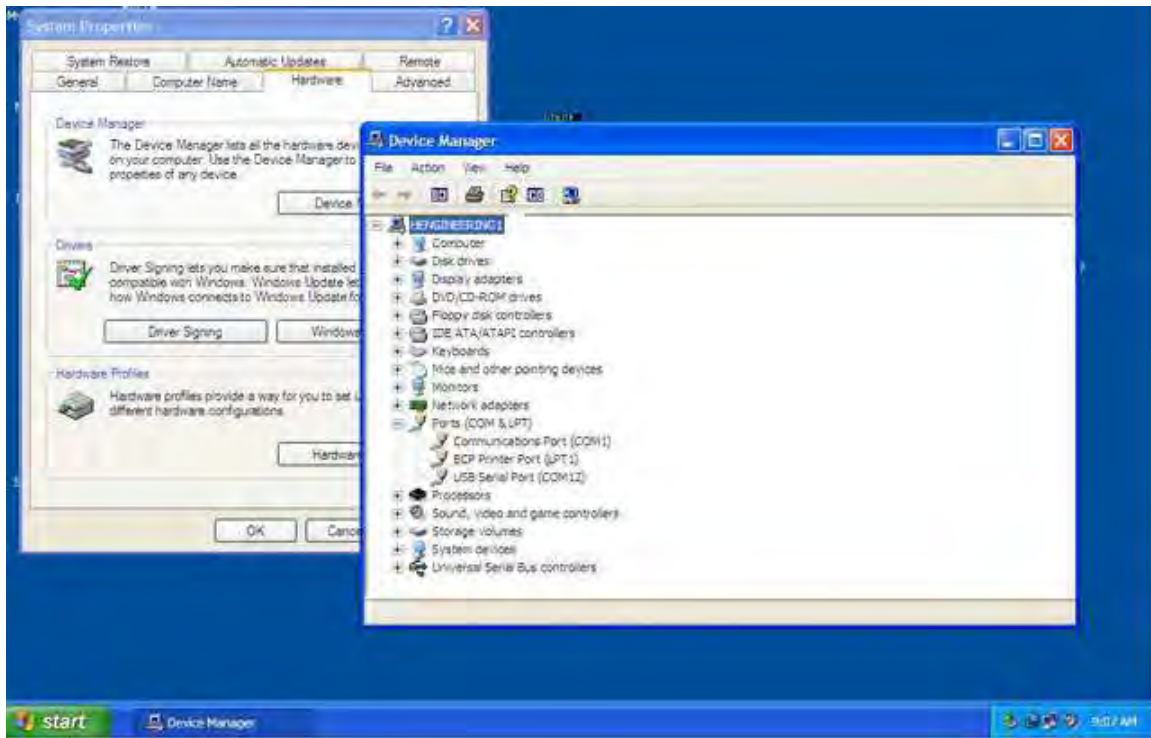 System Properties
System Restore Automatic Updates Remote
General Computer Name Hardware Advanced
Device Manager
The Device Manager lists all the hardware devi
on your computer. Use the Device Manager to
properties of any device.
Device
Drivers
Driver Signing lets you make sure that installed
compatible with Windows. Windows Update let
how Windows connects to Windows Update fo
Driver Signing Windows
Hardware Profiles
Hardware profiles provide a way for you to set u
different hardware configurations.
Hardware
OK Cance
Device Manager
File Action View Help
HENGINEERING1
Computer
Disk drives
Display adapters
DVD/CD-ROM drives
Floppy disk controllers
IDE ATA/ATAPI controllers
Keyboards
Mice and other pointing devices
Monitors
Network adapters
Ports (COM & LPT)
Communications Port (COM1)
ECP Printer Port (LPT1)
USB Serial Port (COM12)
Processors
Sound, video and game controllers
Storage volumes
System devices
Universal Serial Bus controllers
start Device Manager 9:07 AM